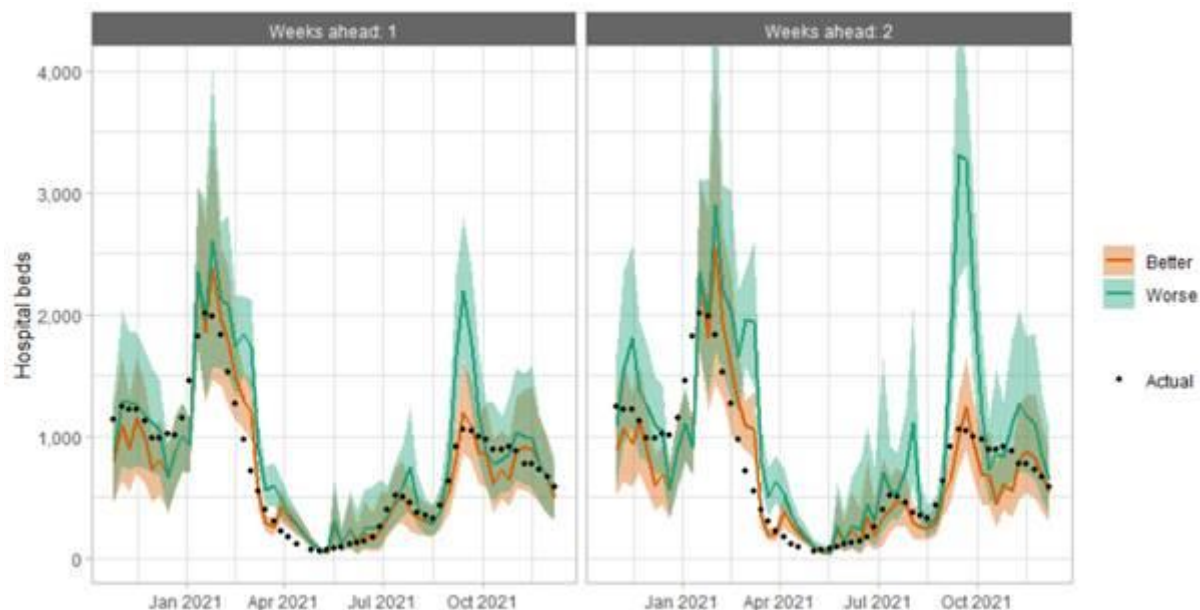 Weeks ahead: 1
Weeks ahead: 2
4,000
3,000
2,000
1,000
0
Hospital beds
Jan 2021 Apr 2021 Jul 2021 Oct 2021
Jan 2021 Apr 2021 Jul 2021 Oct 2021
Better
Worse
Actual